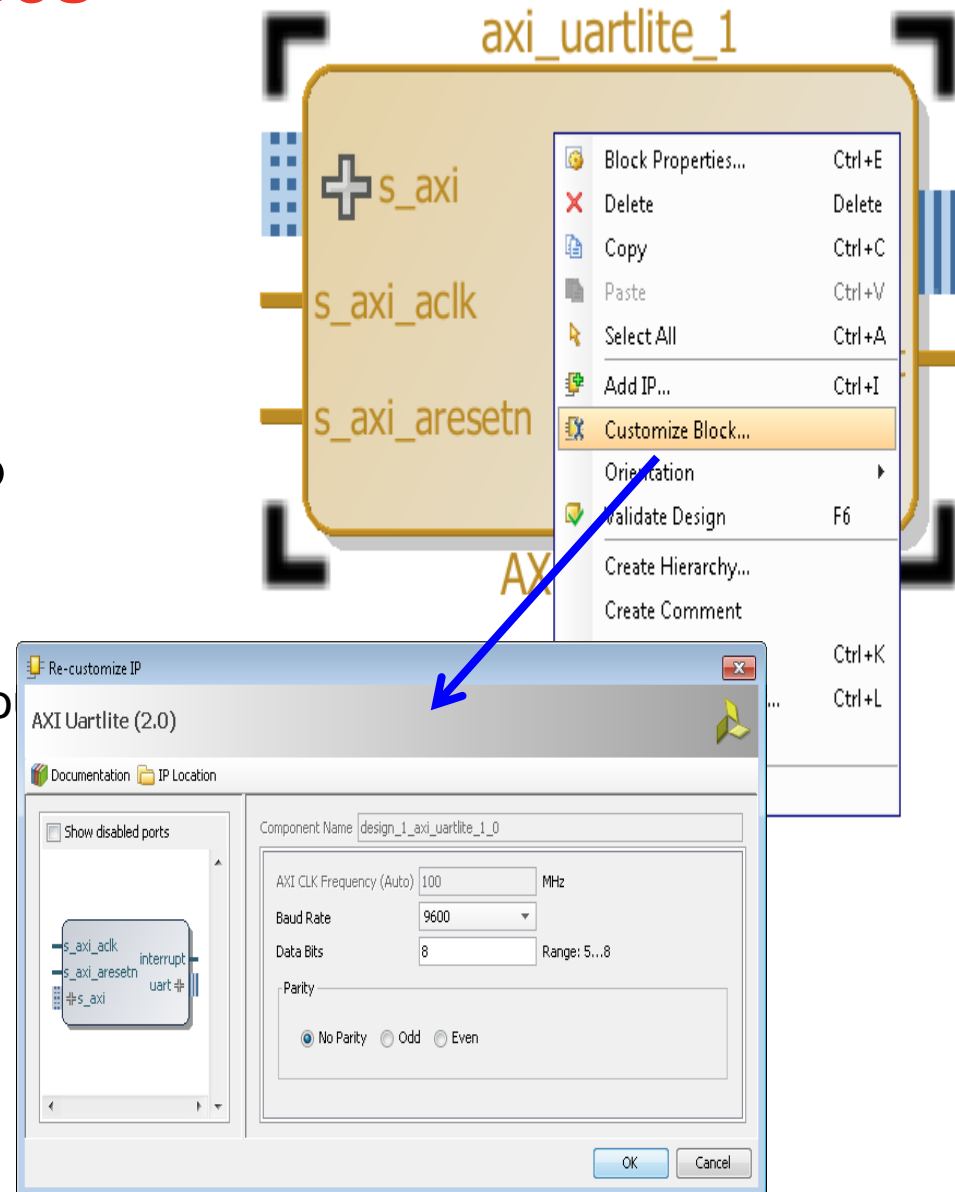 axi_uartlite_1
s_axi
s_axi_aclk
s_axi_aresetn
AX
Block Properties... Ctrl+E
Delete Delete
Copy Ctrl+C
Paste Ctrl+V
Select All Ctrl+A
Add IP... Ctrl+I
Customize Block...
Orientation
Validate Design F6
Create Hierarchy...
Create Comment
Ctrl+K
... Ctrl+L
Re-customize IP
AXI Uartlite (2.0)
Documentation IP Location
Show disabled ports
s_axi_aclk
interrupt
s_axi_aresetn
uart
s_axi
Component Name design_1_axi_uartlite_1_0
AXI CLK Frequency (Auto) 100 MHz
Baud Rate 9600
Data Bits 8 Range: 5...8
Parity
No Parity Odd Even
OK Cancel